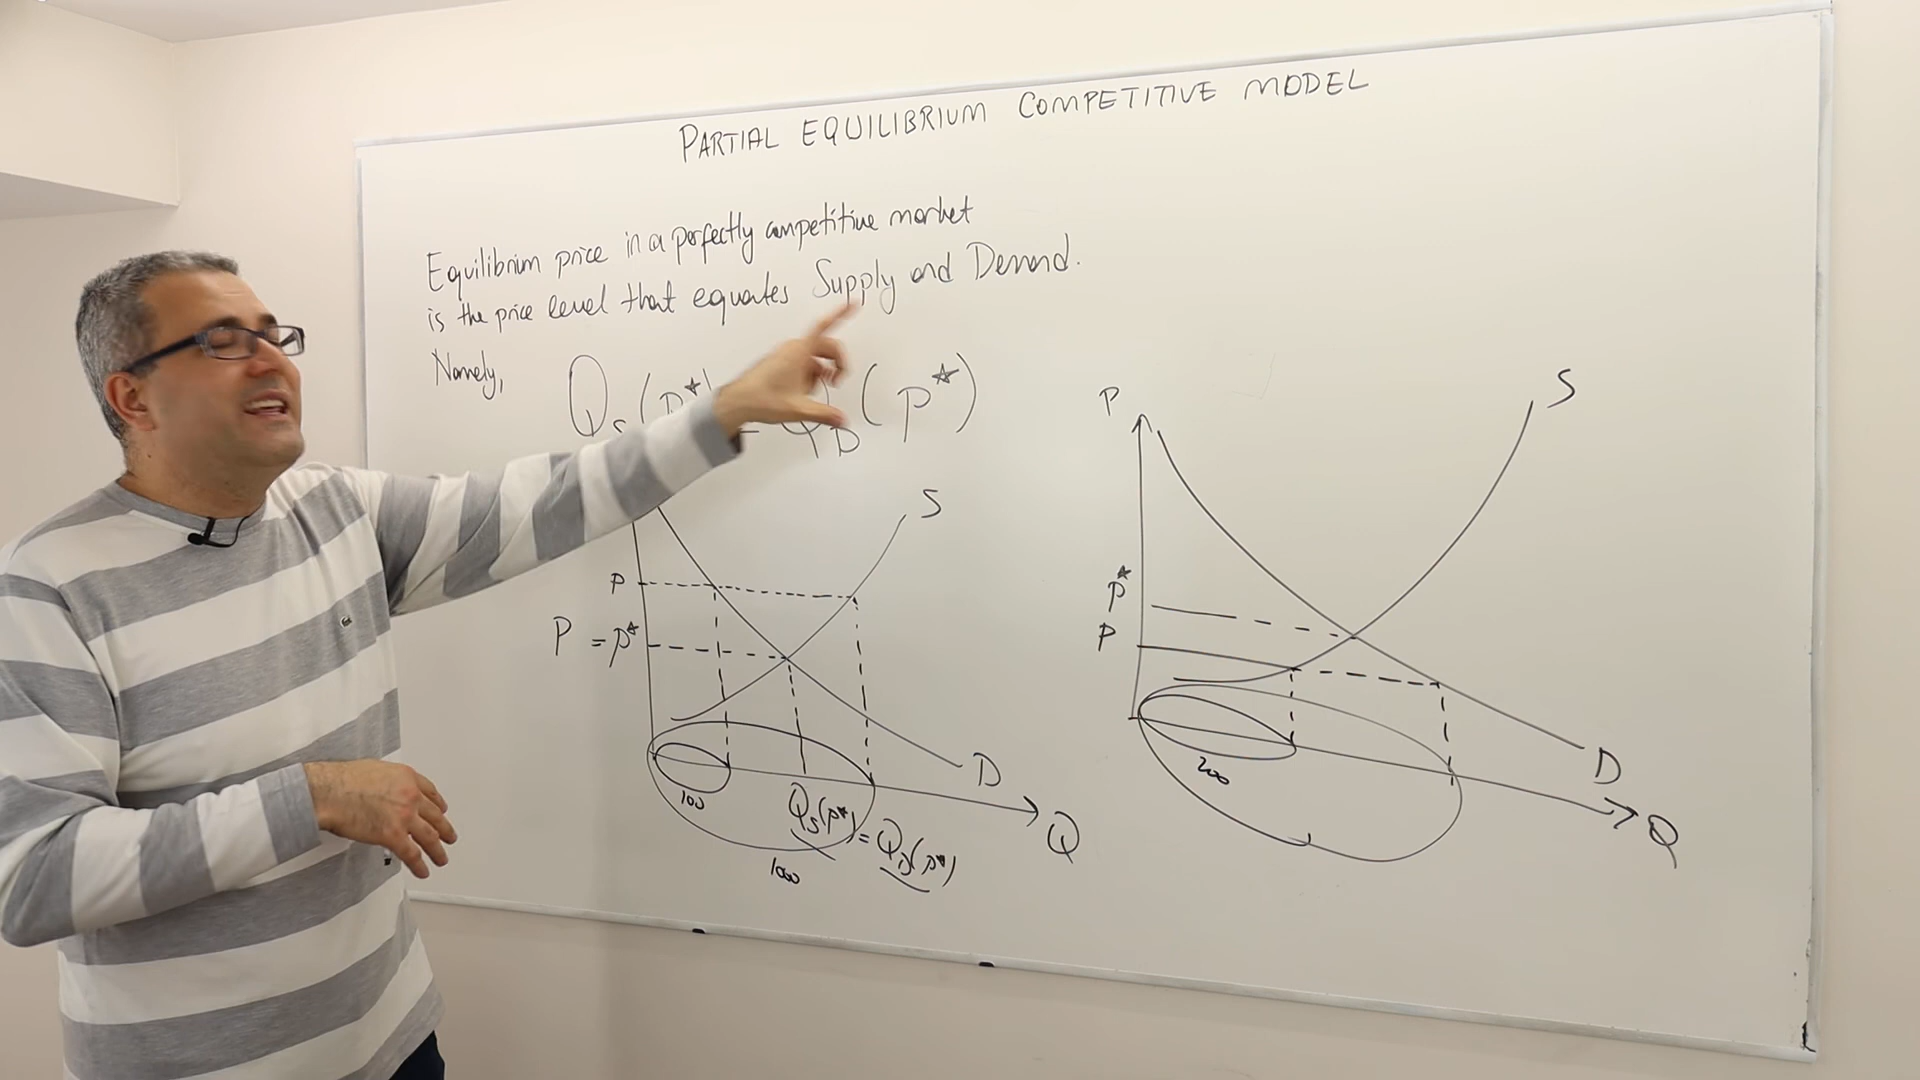 PARTIAL EQUILIBRIUM COMPETITIVE MODEL
Equilibrium price in a perfectly competitive market
is the price level that equates Supply and Demand.
Namely,
Qs(P*) = QD(P*)
S
P
P = P*
D
Q
100
1000
Qs(P*) = QD(P*)
P
S
P*
P
D
Q
200